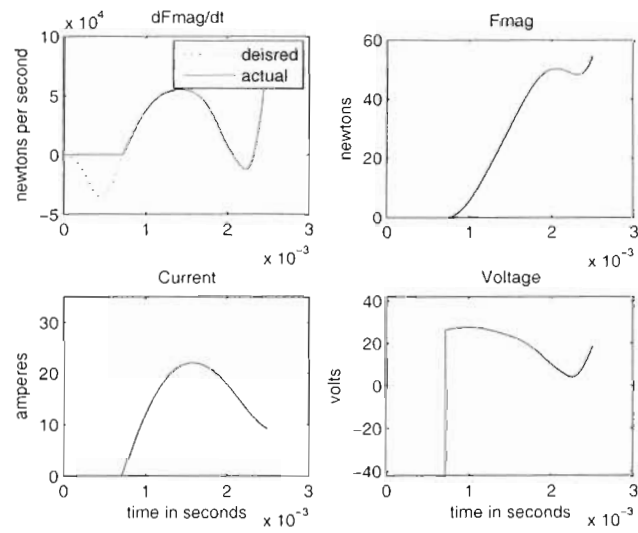 x 10⁴
dFmag/dt
10
5
0
-5
newtons per second
deisred
actual
0
1
2
3
x 10⁻³
Fmag
60
40
20
0
newtons
0
1
2
3
x 10⁻³
Current
30
20
10
0
amperes
0
1
2
3
time in seconds
x 10⁻³
Voltage
40
20
0
-20
-40
volts
0
1
2
3
time in seconds
x 10⁻³